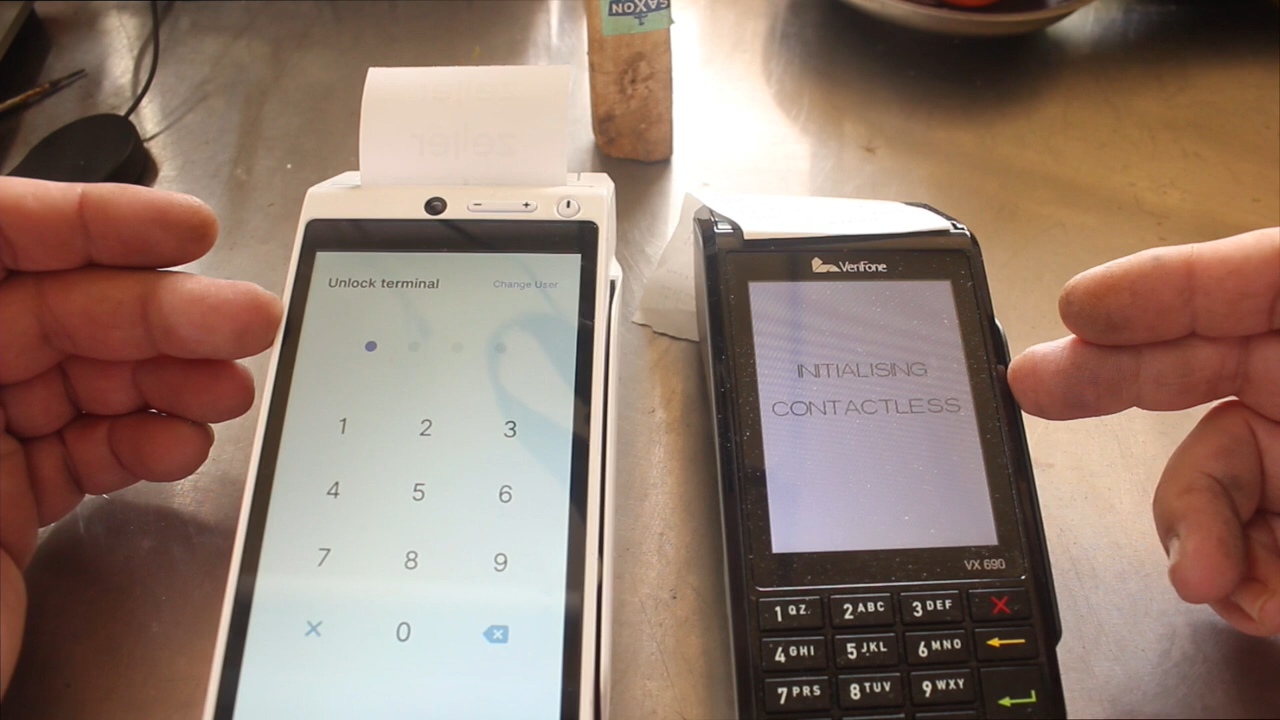 SAXON
zeller
zeller
Unlock terminal
Change User
1 2 3
4 5 6
7 8 9
0
VeriFone
INITIALISING
CONTACTLESS
VX 690
1 QZ. 2 ABC 3 DEF
4 GHI 5 JKL 6 MNO
7 PRS 8 TUV 9 WXY